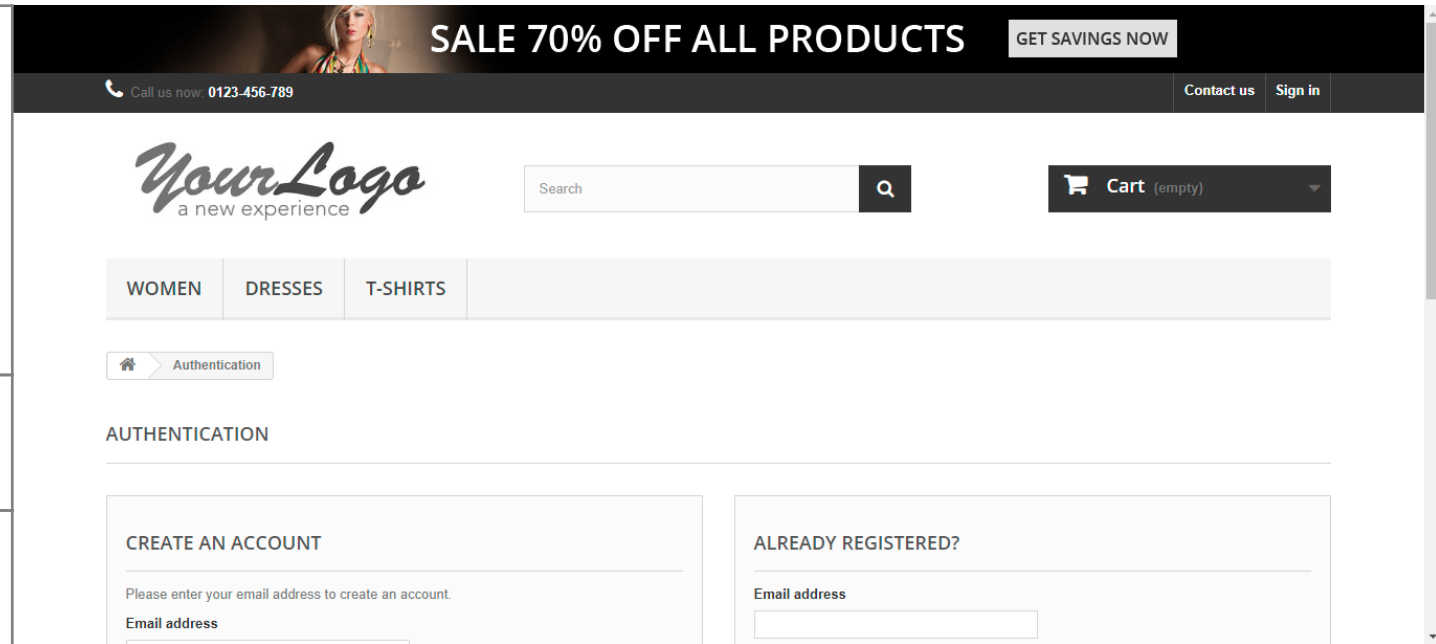 SALE 70% OFF ALL PRODUCTS GET SAVINGS NOW
Call us now: 0123-456-789 Contact us Sign in
Your Logo
a new experience
Search
Cart (empty)
WOMEN DRESSES T-SHIRTS
Authentication
AUTHENTICATION
CREATE AN ACCOUNT
Please enter your email address to create an account.
Email address
ALREADY REGISTERED?
Email address